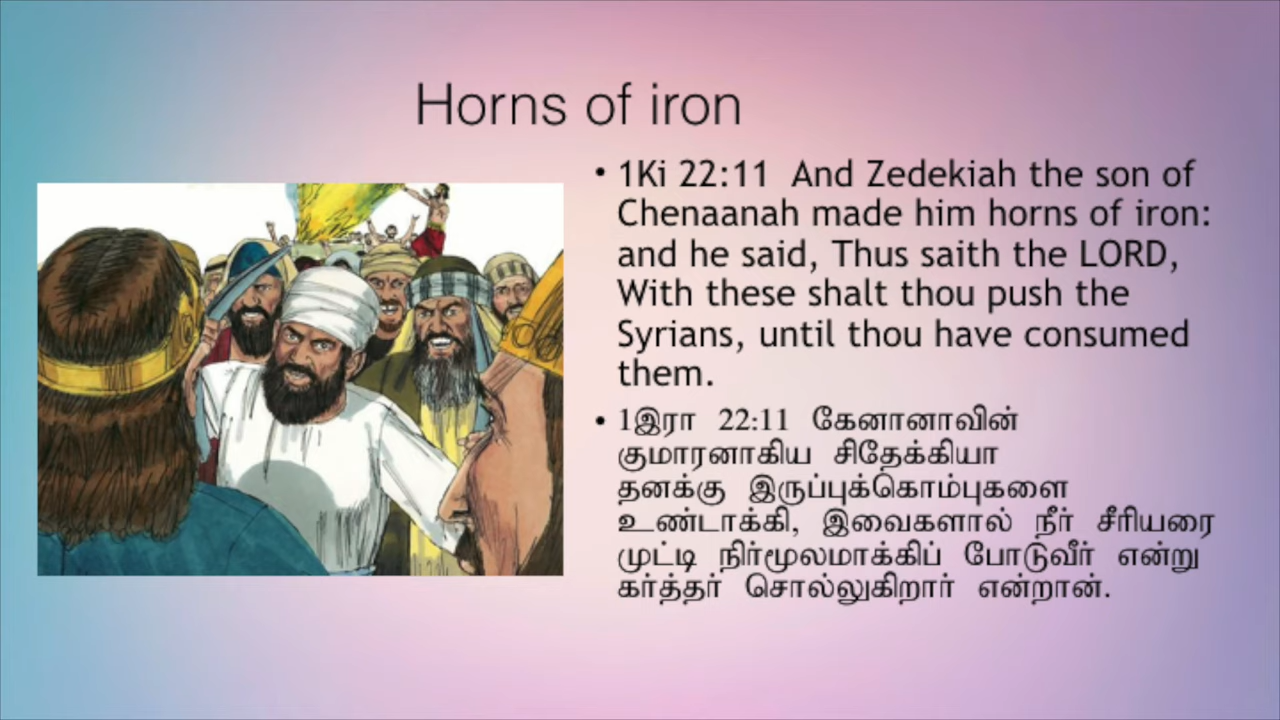 Horns of iron
• 1Ki 22:11 And Zedekiah the son of
Chenaanah made him horns of iron:
and he said, Thus saith the LORD,
With these shalt thou push the
Syrians, until thou have consumed
them.
• 1இரா 22:11 கேனானாவின்
குமாரனாகிய சிதேக்கியா
தனக்கு இருப்புக்கொம்புகளை
உண்டாக்கி, இவைகளால் நீர் சீரியரை
முட்டி நிர்மூலமாக்கிப் போடுவீர் என்று
கர்த்தர் சொல்லுகிறார் என்றான்.